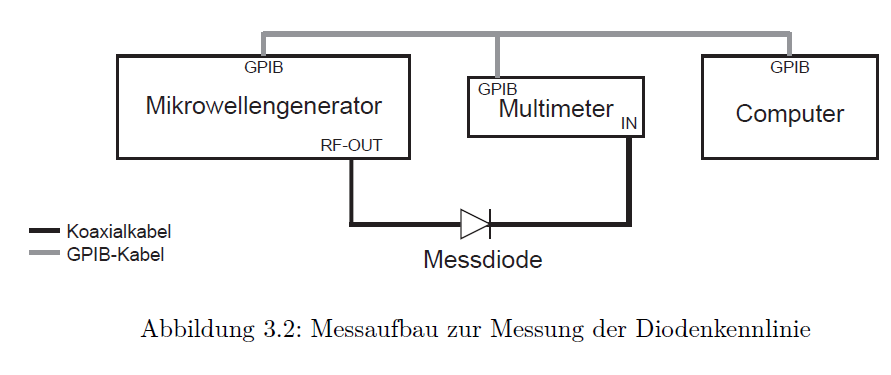 GPIB
GPIB
Mikrowellengenerator
GPIB
Multimeter
Computer
IN
RF-OUT
Koaxialkabel
GPIB-Kabel
Messdiode
Abbildung 3.2: Messaufbau zur Messung der Diodenkennlinie